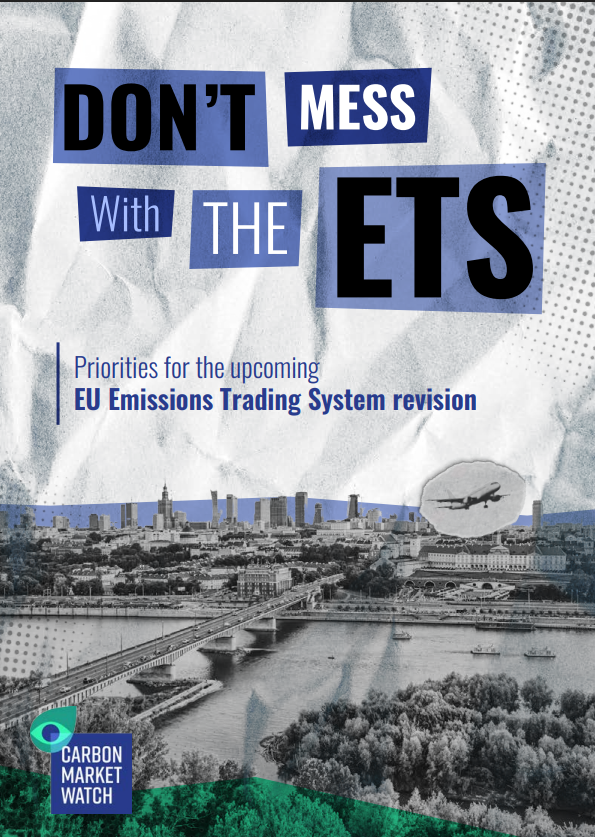 DON'T MESS
With THE ETS
Priorities for the upcoming
EU Emissions Trading System revision
CARBON
MARKET
WATCH